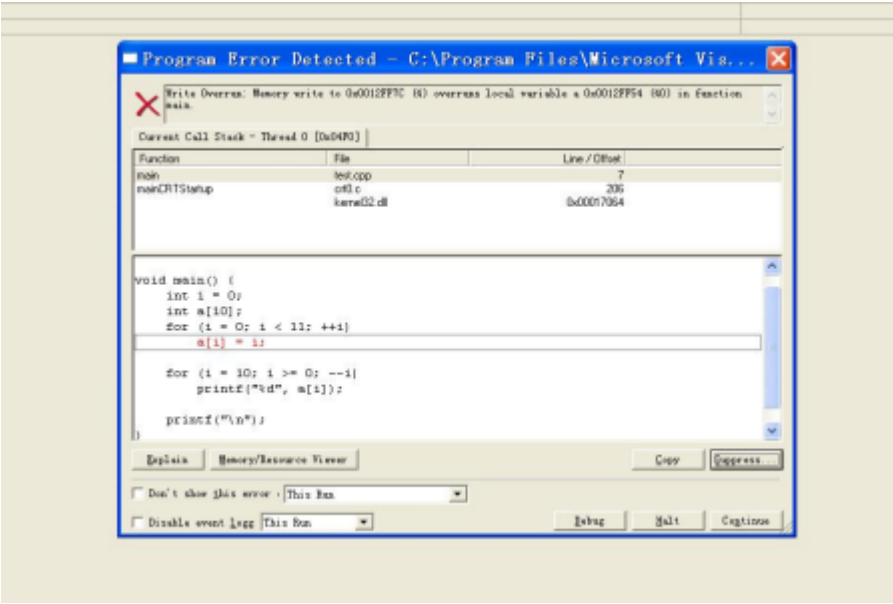 Program Error Detected - C:\Program Files\Microsoft Vis...
Write Overrun: Memory write to 0x0012FF7C (4) overruns local variable a 0x0012FF54 (40) in function
main.
Current Call Stack - Thread 0 [0x04F0]
Function File Line / Offset
main test.cpp 7
mainCRTStartup crt0.c 206
kernel32.dll 0x00017064
void main() {
int i = 0;
int a[10];
for (i = 0; i < 11; ++i)
a[i] = i;
for (i = 10; i >= 0; --i)
printf("%d", a[i]);
printf("\n");
}
Explain Memory/Resource Viewer Copy Suppress...
Don't show this error : This Run
Disable event logg This Run Debug Halt Continue